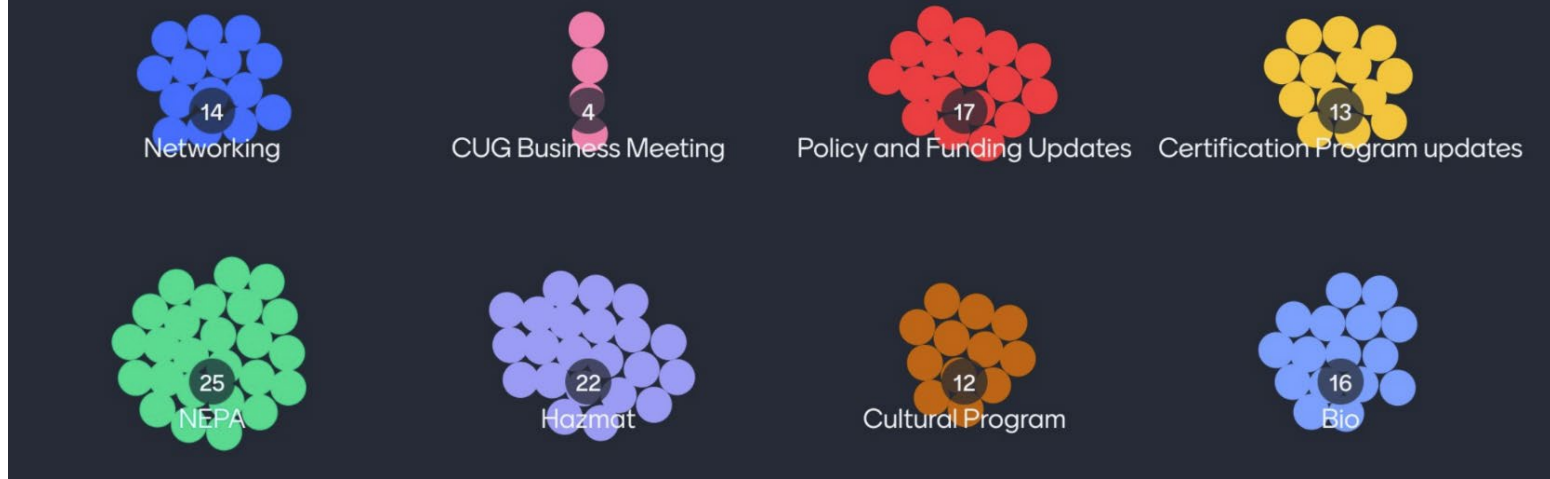 14
Networking
4
CUG Business Meeting
17
Policy and Funding Updates
13
Certification Program updates
25
NEPA
22
Hazmat
12
Cultural Program
16
Bio